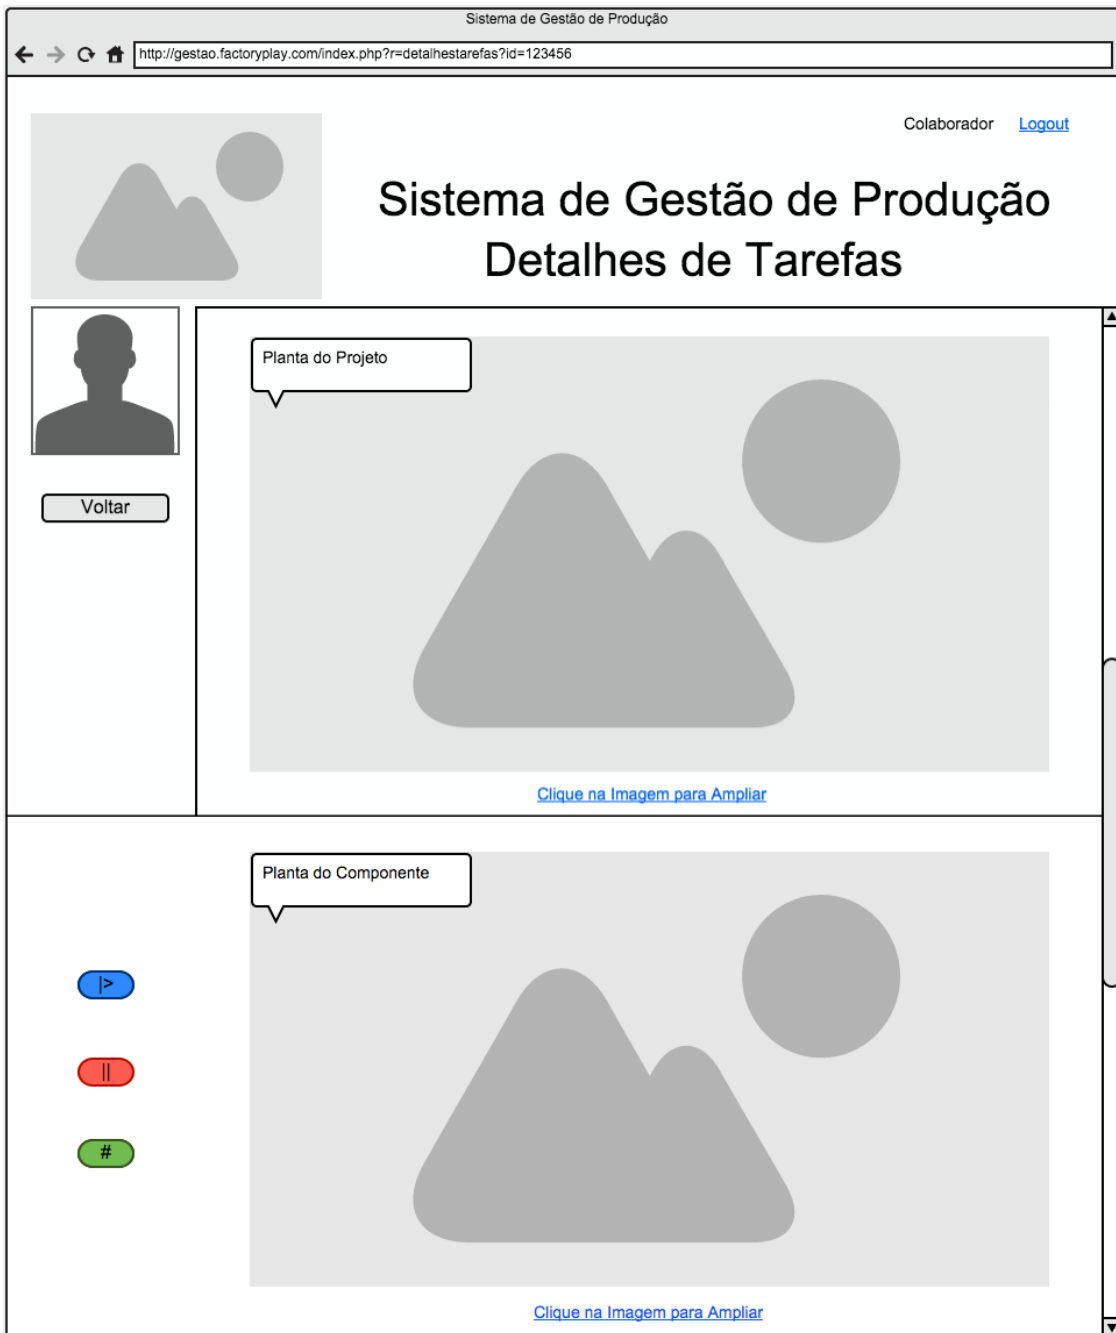 Sistema de Gestão de Produção
http://gestao.factoryplay.com/index.php?r=detalhestarefas?id=123456
Colaborador Logout
Sistema de Gestão de Produção
Detalhes de Tarefas
Planta do Projeto
Voltar
Clique na Imagem para Ampliar
Planta do Componente
|>
||
#
Clique na Imagem para Ampliar